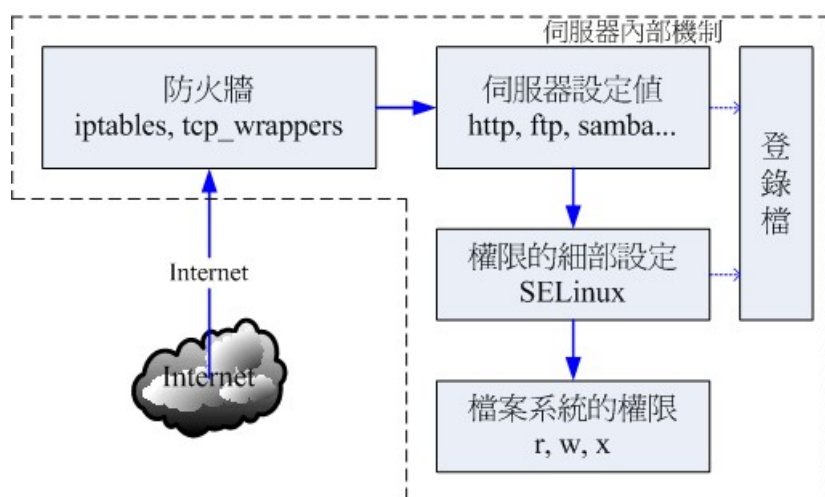 伺服器內部機制
防火牆
iptables, tcp_wrappers
伺服器設定值
http, ftp, samba...
登錄檔
Internet
權限的細部設定
SELinux
Internet
檔案系統的權限
r, w, x